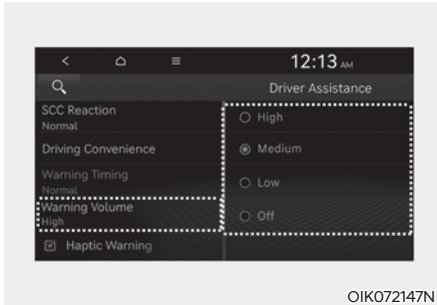 12:13 AM
Driver Assistance
SCC Reaction
Normal
Driving Convenience
Warning Timing
Normal
Warning Volume
High
Haptic Warning
High
Medium
Low
Off
OIK072147N